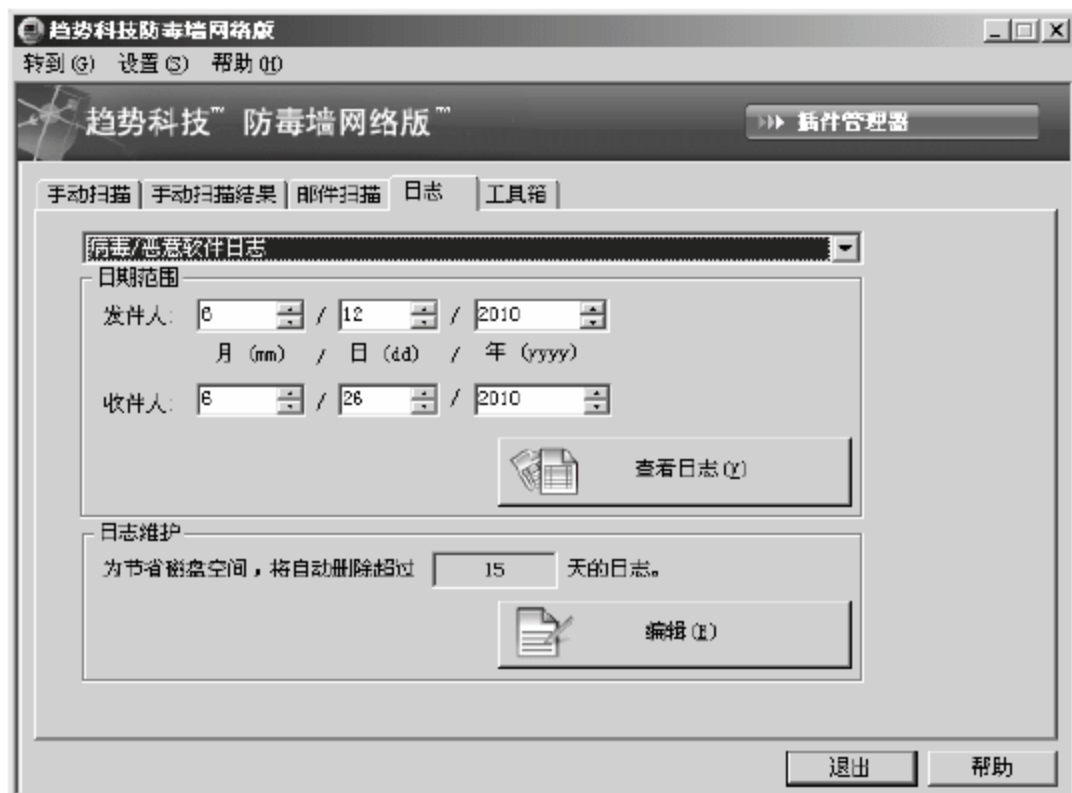 趋势科技防毒墙网络版
转到(G) 设置(S) 帮助(H)
趋势科技™ 防毒墙网络版™
插件管理器
手动扫描 手动扫描结果 邮件扫描 日志 工具箱
病毒/恶意软件日志
日期范围
发件人: 6 / 12 / 2010
月 (mm) / 日 (dd) / 年 (yyyy)
收件人: 6 / 26 / 2010
查看日志(V)
日志维护
为节省磁盘空间,将自动删除超过 15 天的日志。
编辑(E)
退出 帮助